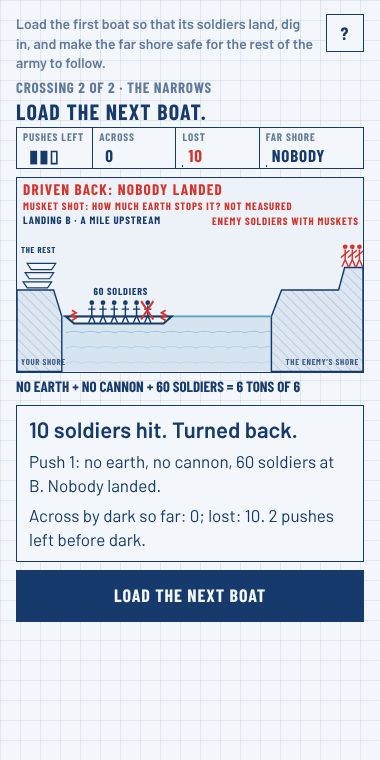 Load the first boat so that its soldiers land, dig
in, and make the far shore safe for the rest of the
army to follow.
?
CROSSING 2 OF 2 · THE NARROWS
LOAD THE NEXT BOAT.
PUSHES LEFT
ACROSS
0
LOST
10
FAR SHORE
NOBODY
DRIVEN BACK: NOBODY LANDED
MUSKET SHOT: HOW MUCH EARTH STOPS IT? NOT MEASURED
LANDING B · A MILE UPSTREAM
ENEMY SOLDIERS WITH MUSKETS
THE REST
60 SOLDIERS
YOUR SHORE
THE ENEMY'S SHORE
NO EARTH + NO CANNON + 60 SOLDIERS = 6 TONS OF 6
10 soldiers hit. Turned back.
Push 1: no earth, no cannon, 60 soldiers at
B. Nobody landed.
Across by dark so far: 0; lost: 10. 2 pushes
left before dark.
LOAD THE NEXT BOAT